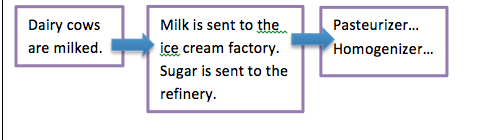 Dairy cows
are milked.
Milk is sent to the
ice cream factory.
Sugar is sent to the
refinery.
Pasteurizer...
Homogenizer...